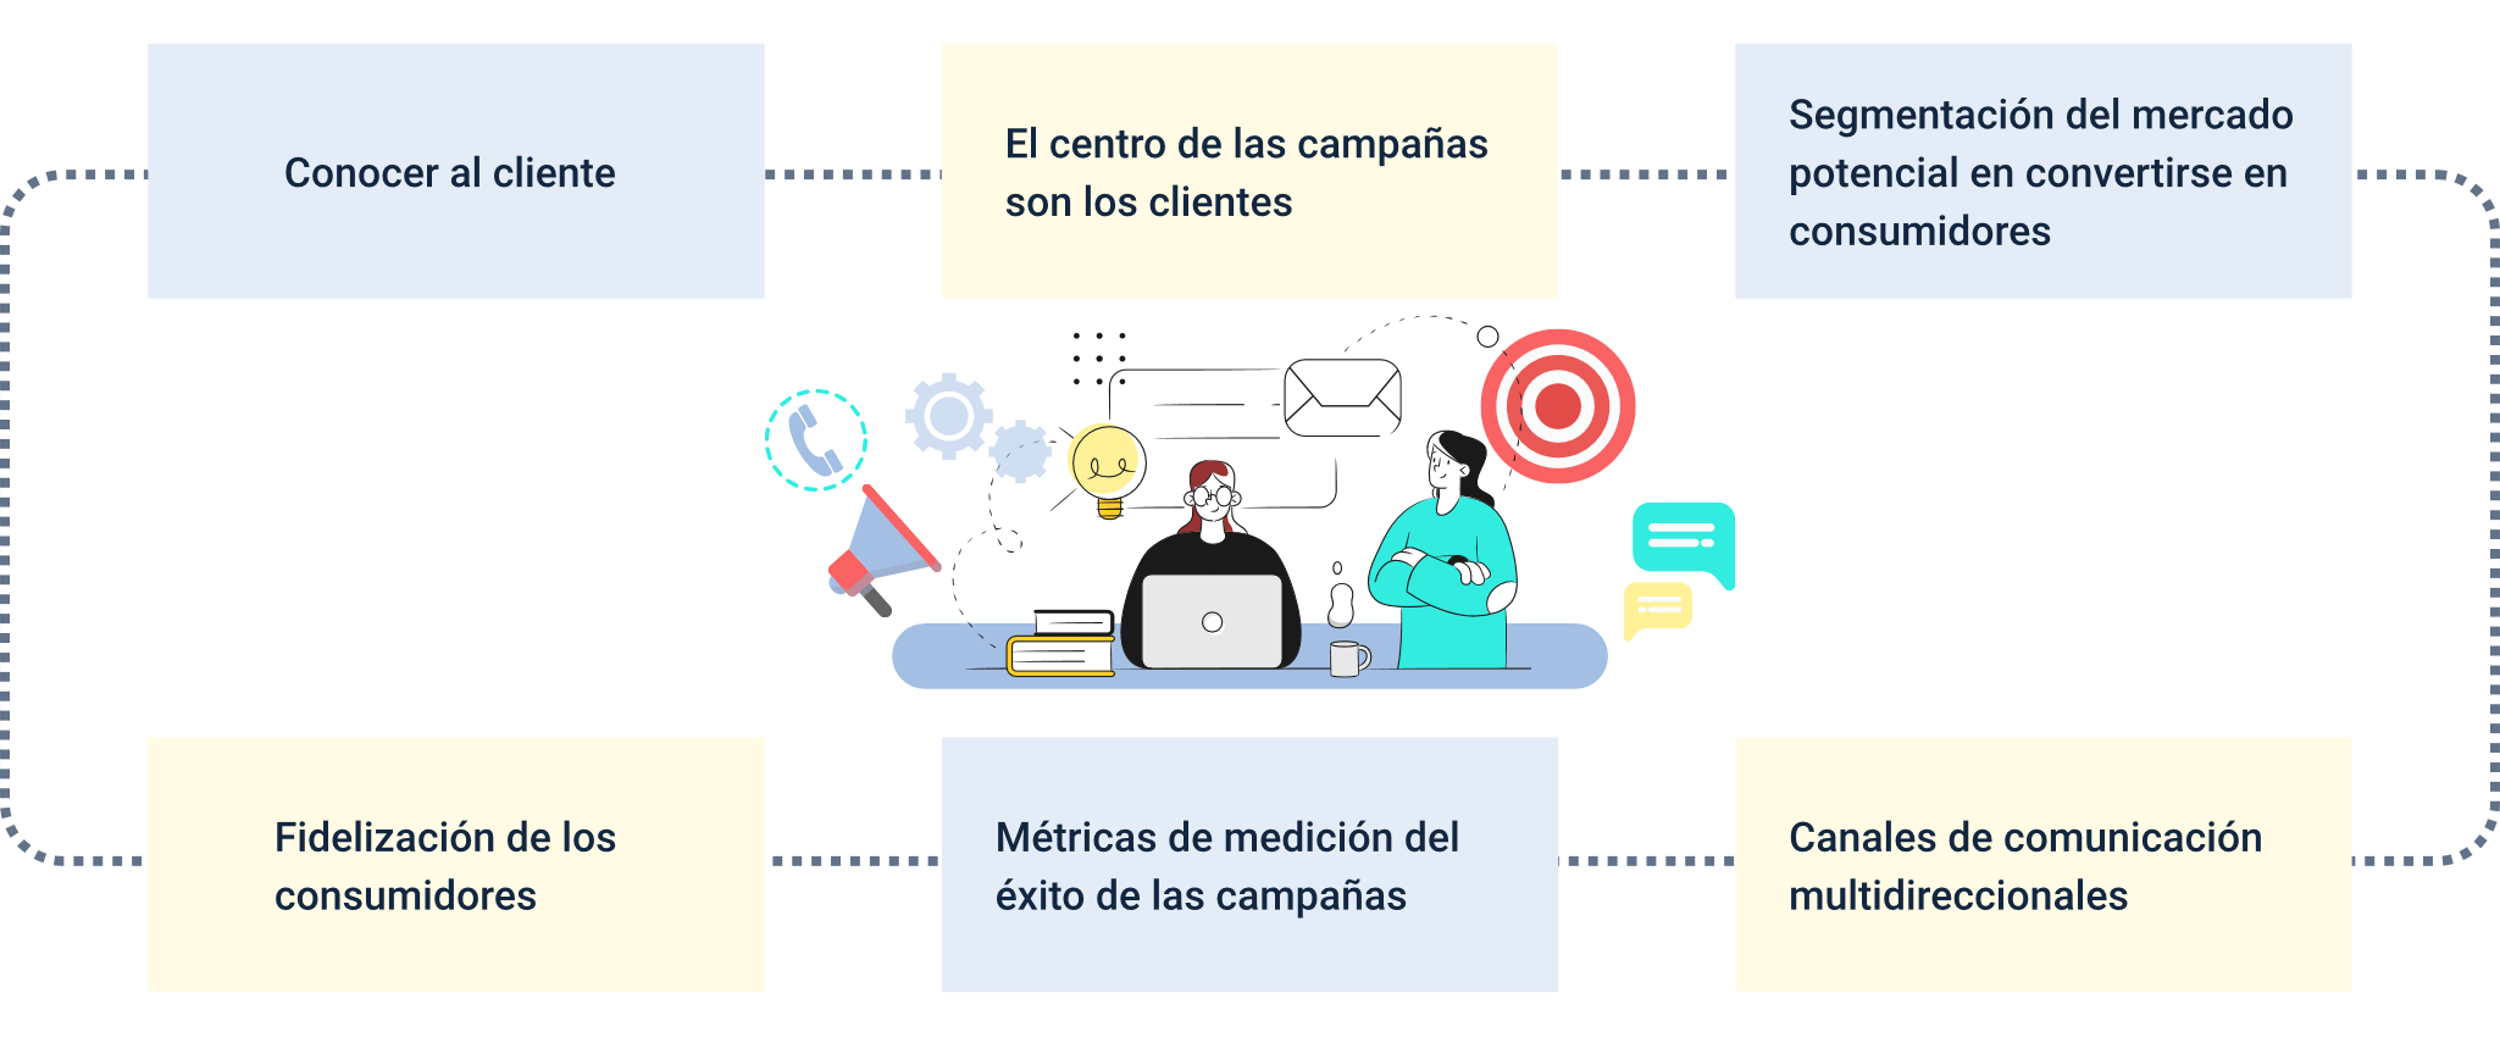 Conocer al cliente
El centro de las campañas
son los clientes
Segmentación del mercado
potencial en convertirse en
consumidores
Fidelización de los
consumidores
Métricas de medición del
éxito de las campañas
Canales de comunicación
multidireccionales